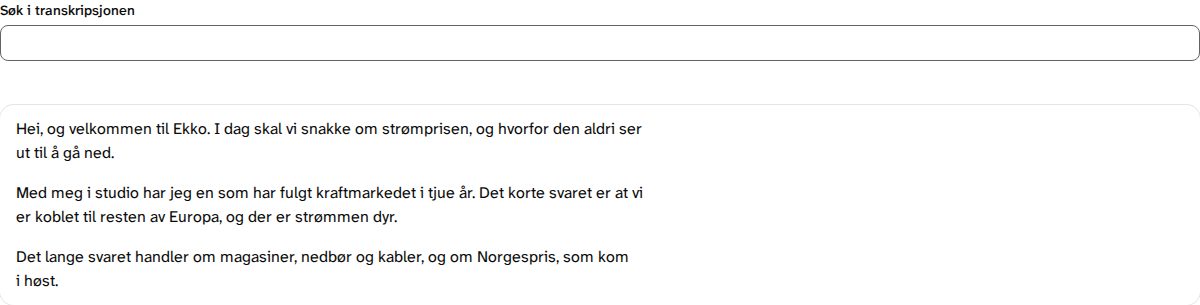 Søk i transkripsjonen
Hei, og velkommen til Ekko. I dag skal vi snakke om strømprisen, og hvorfor den aldri ser
ut til å gå ned.
Med meg i studio har jeg en som har fulgt kraftmarkedet i tjue år. Det korte svaret er at vi
er koblet til resten av Europa, og der er strømmen dyr.
Det lange svaret handler om magasiner, nedbør og kabler, og om Norgespris, som kom
i høst.